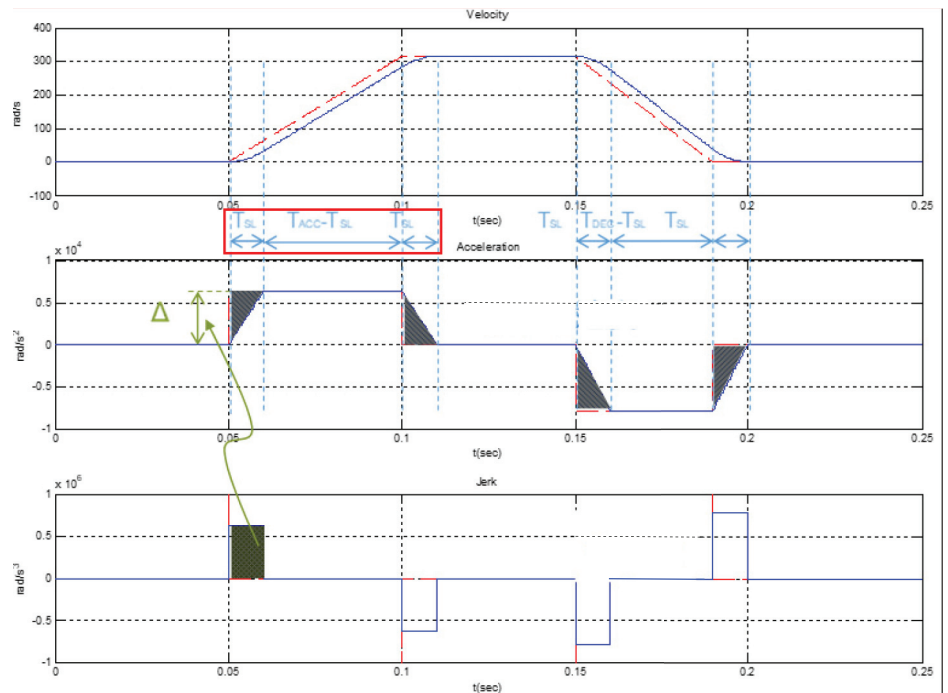 Velocity
400
300
200
100
0
-100
rad/s
0 0.05 0.1 0.15 0.2 0.25
t(sec)
TSL TACC-TSL TSL TSL TDEC-TSL TSL
Acceleration
x 10^4
1
0.5
0
-0.5
-1
rad/s^2
Δ
0 0.05 0.1 0.15 0.2 0.25
t(sec)
Jerk
x 10^6
1
0.5
0
-0.5
-1
rad/s^3
0 0.05 0.1 0.15 0.2 0.25
t(sec)